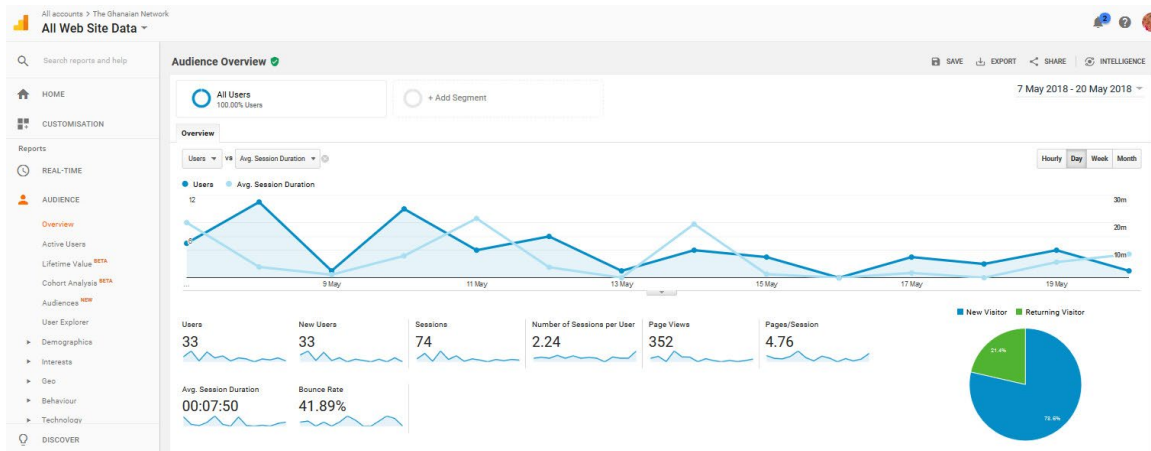 All accounts > The Ghanaian Network
All Web Site Data
2
Search reports and help
HOME
CUSTOMISATION
Reports
REAL-TIME
AUDIENCE
Overview
Active Users
Lifetime Value BETA
Cohort Analysis BETA
Audiences NEW
User Explorer
Demographics
Interests
Geo
Behaviour
Technology
DISCOVER
Audience Overview
SAVE EXPORT SHARE INTELLIGENCE
All Users
100.00% Users
+ Add Segment
7 May 2018 - 20 May 2018
Overview
Users VS Avg. Session Duration
Hourly Day Week Month
Users Avg. Session Duration
12 30m
20m
10m
... 9 May 11 May 13 May 15 May 17 May 19 May
New Visitor Returning Visitor
Users New Users Sessions Number of Sessions per User Page Views Pages/Session
33 33 74 2.24 352 4.76
21.4%
78.6%
Avg. Session Duration Bounce Rate
00:07:50 41.89%